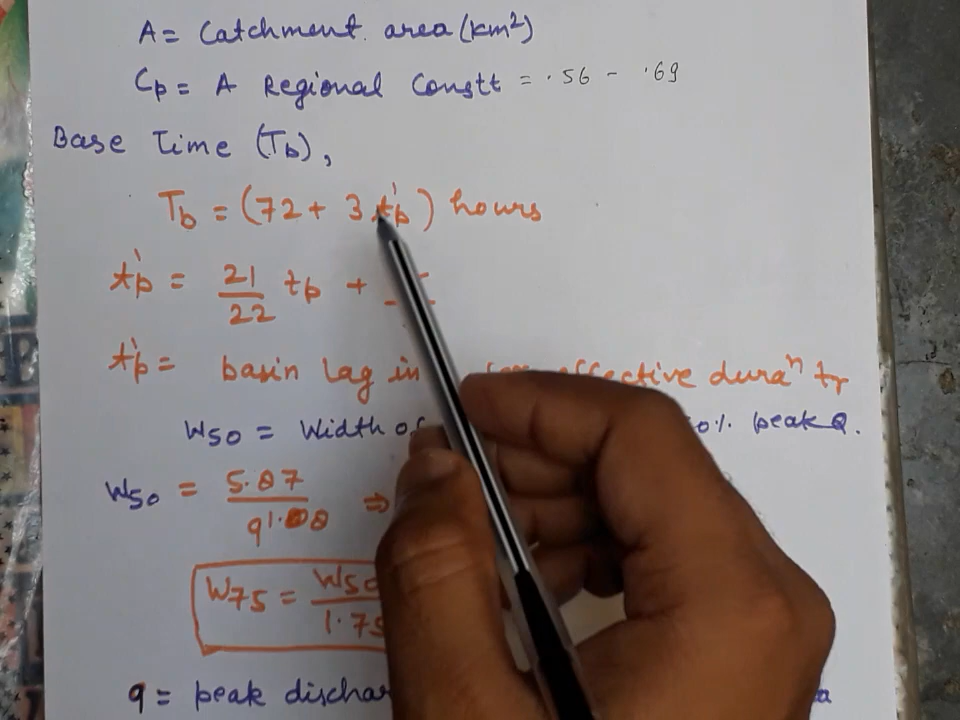 A = Catchment area (km²)
Cp = A Regional Constt = .56 - .69
Base Time (Tb),
Tb = (72 + 3 t'p) hours
t'p = 21/22 tp +
t'p = basin lag in effective duraⁿ tr
W50 = Width of 0% peak Q.
W50 = 5.87/q1.08 ⇒
W75 = W50/1.75
q = peak dischar